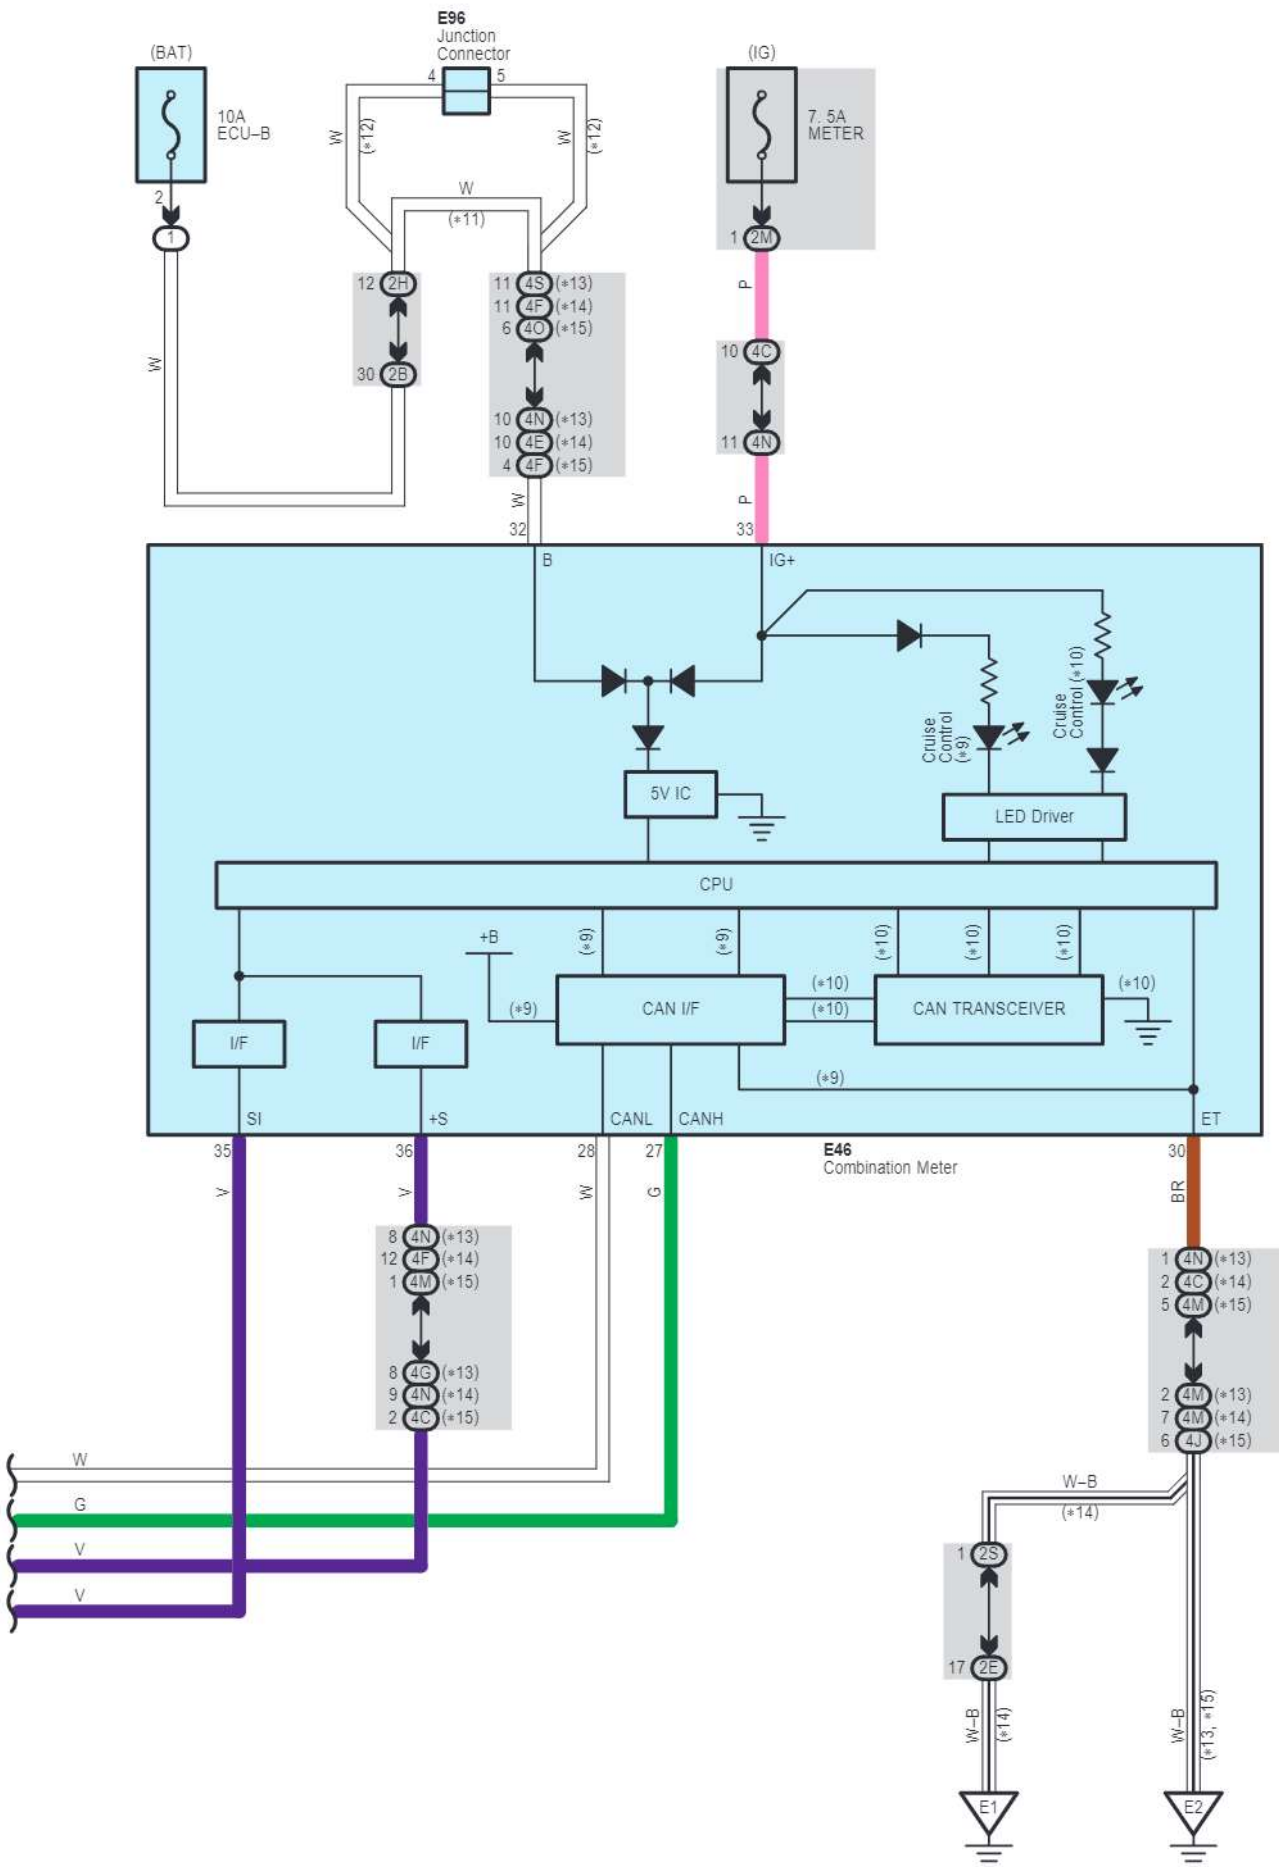 E96
Junction
Connector
(BAT)
4
5
(IG)
10A
ECU–B
W
(*12)
W
(*12)
7. 5A
METER
2
W
(*11)
1
1 2M
P
12 2H
11 4S (*13)
11 4F (*14)
6 4O (*15)
W
10 4C
30 2B
10 4N (*13)
10 4E (*14)
4 4F (*15)
11 4N
W
P
32
33
B
IG+
Cruise
Control (*10)
Cruise
Control
(*9)
5V IC
LED Driver
CPU
+B
(*9)
(*9)
(*10)
(*10)
(*10)
(*9)
CAN I/F
(*10)
(*10)
CAN TRANSCEIVER
(*10)
I/F
I/F
(*9)
SI
+S
CANL
CANH
ET
35
36
28
27
E46
Combination Meter
30
V
V
W
G
BR
8 4N (*13)
12 4F (*14)
1 4M (*15)
1 4N (*13)
2 4C (*14)
5 4M (*15)
8 4G (*13)
9 4N (*14)
2 4C (*15)
2 4M (*13)
7 4M (*14)
6 4J (*15)
W
G
V
V
W–B
(*14)
1 2S
17 2E
W–B
(*14)
W–B
(*13, *15)
E1
E2